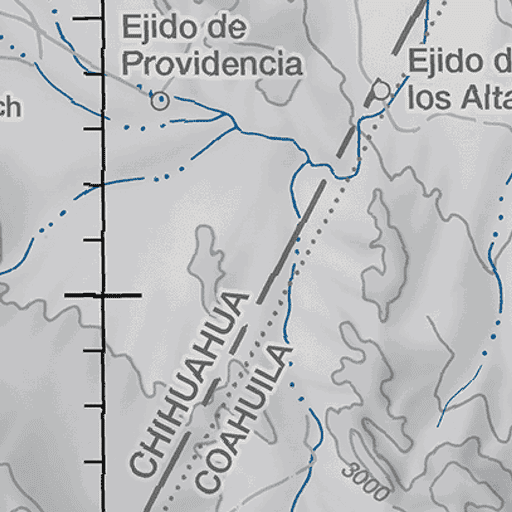 Ejido de
Providencia
Ejido d
los Alta
ch
CHIHUAHUA
COAHUILA
3000